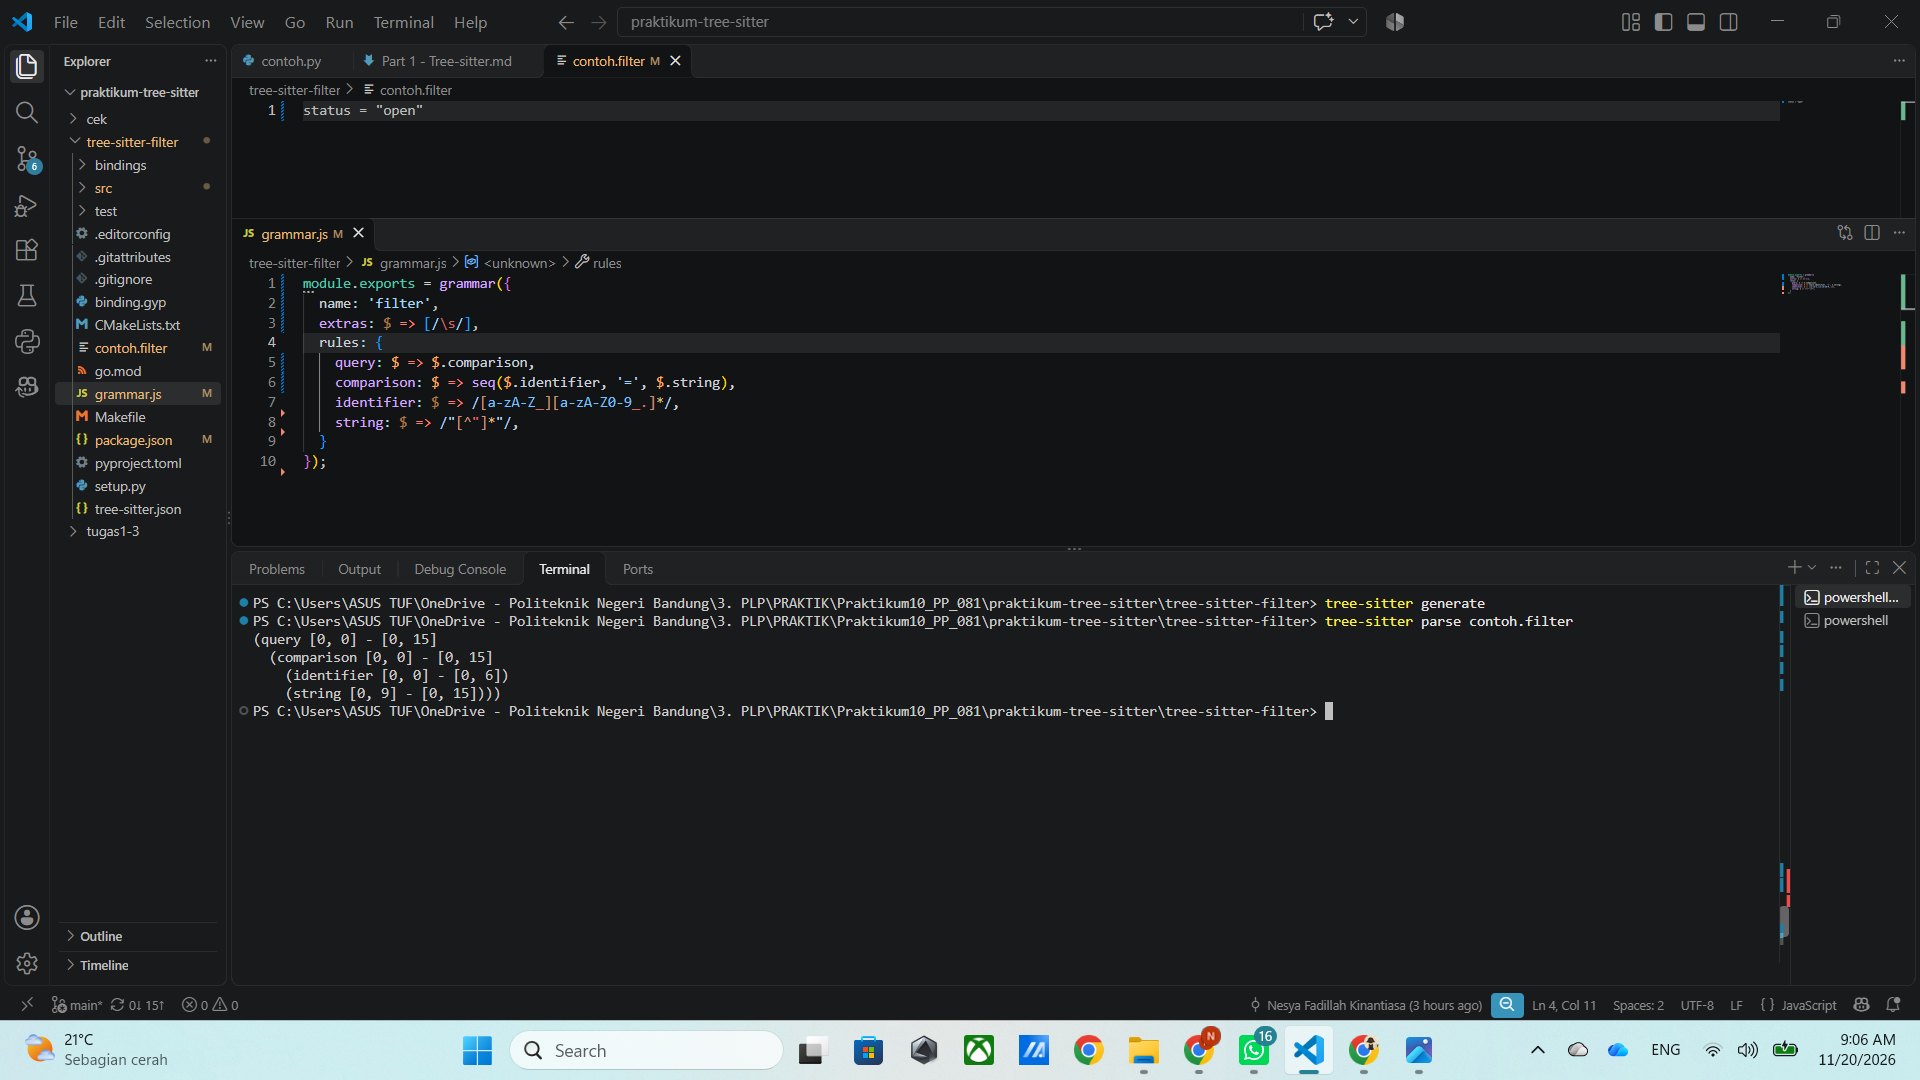 File Edit Selection View Go Run Terminal Help
praktikum-tree-sitter
Explorer
praktikum-tree-sitter
cek
tree-sitter-filter
bindings
src
test
.editorconfig
.gitattributes
.gitignore
binding.gyp
CMakeLists.txt
contoh.filter M
go.mod
JS grammar.js M
Makefile
package.json M
pyproject.toml
setup.py
tree-sitter.json
tugas1-3
Outline
Timeline
6
contoh.py Part 1 - Tree-sitter.md contoh.filter M
tree-sitter-filter > contoh.filter
1 status = "open"
JS grammar.js M
tree-sitter-filter > JS grammar.js > <unknown> > rules
1 module.exports = grammar({
2 name: 'filter',
3 extras: $ => [/\s/],
4 rules: {
5 query: $ => $.comparison,
6 comparison: $ => seq($.identifier, '=', $.string),
7 identifier: $ => /[a-zA-Z_][a-zA-Z0-9_.]*/,
8 string: $ => /"[^"]*"/,
9 }
10 });
Problems Output Debug Console Terminal Ports
PS C:\Users\ASUS TUF\OneDrive - Politeknik Negeri Bandung\3. PLP\PRAKTIK\Praktikum10_PP_081\praktikum-tree-sitter\tree-sitter-filter> tree-sitter generate
PS C:\Users\ASUS TUF\OneDrive - Politeknik Negeri Bandung\3. PLP\PRAKTIK\Praktikum10_PP_081\praktikum-tree-sitter\tree-sitter-filter> tree-sitter parse contoh.filter
(query [0, 0] - [0, 15]
(comparison [0, 0] - [0, 15]
(identifier [0, 0] - [0, 6])
(string [0, 9] - [0, 15])))
PS C:\Users\ASUS TUF\OneDrive - Politeknik Negeri Bandung\3. PLP\PRAKTIK\Praktikum10_PP_081\praktikum-tree-sitter\tree-sitter-filter>
powershell...
powershell
main* 0↓ 15↑ 0 0
Nesya Fadillah Kinantiasa (3 hours ago) Ln 4, Col 11 Spaces: 2 UTF-8 LF { } JavaScript
21°C
Sebagian cerah
Search
N
16
ENG
9:06 AM
11/20/2026